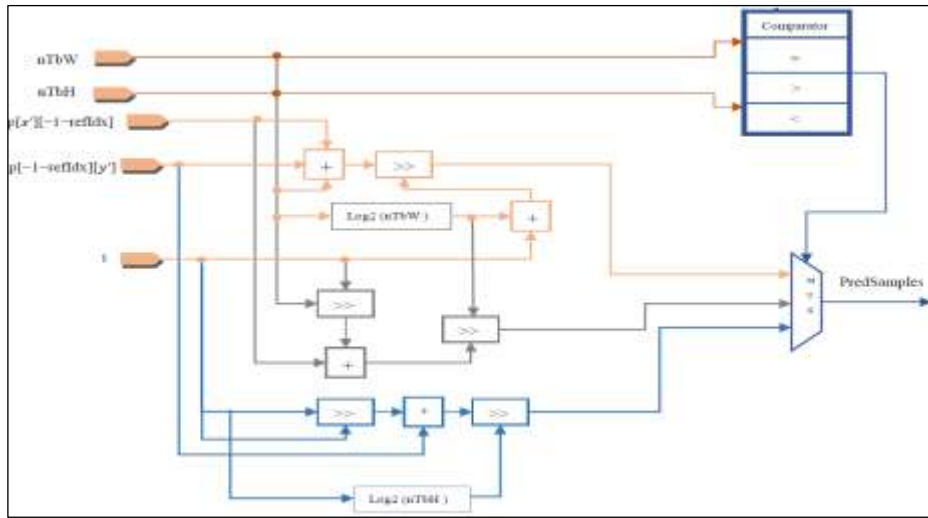 Comparator
=
>
<
nTbW
nTbH
p[x'][-1-refIdx]
p[-1-refIdx][y']
+
>>
Log2 (nTbW )
+
1
>>
>>
+
PredSamples
>>
+
>>
Log2 (nTbH )